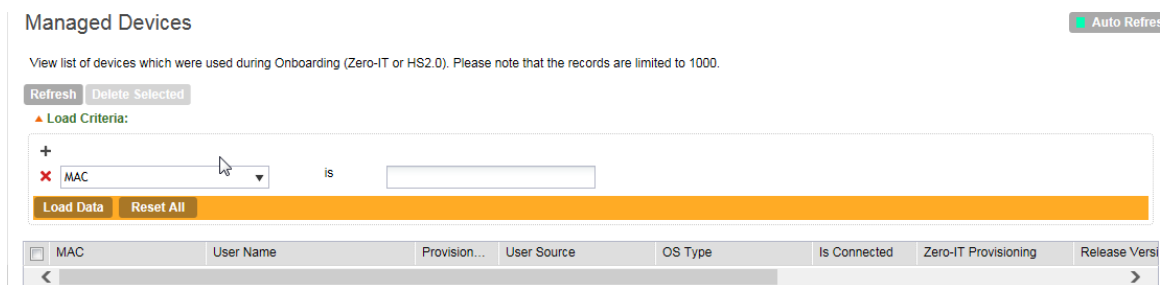 Managed Devices
Auto Refres
View list of devices which were used during Onboarding (Zero-IT or HS2.0). Please note that the records are limited to 1000.
Refresh Delete Selected
Load Criteria:
MAC is
Load Data Reset All
MAC User Name Provision... User Source OS Type Is Connected Zero-IT Provisioning Release Versi